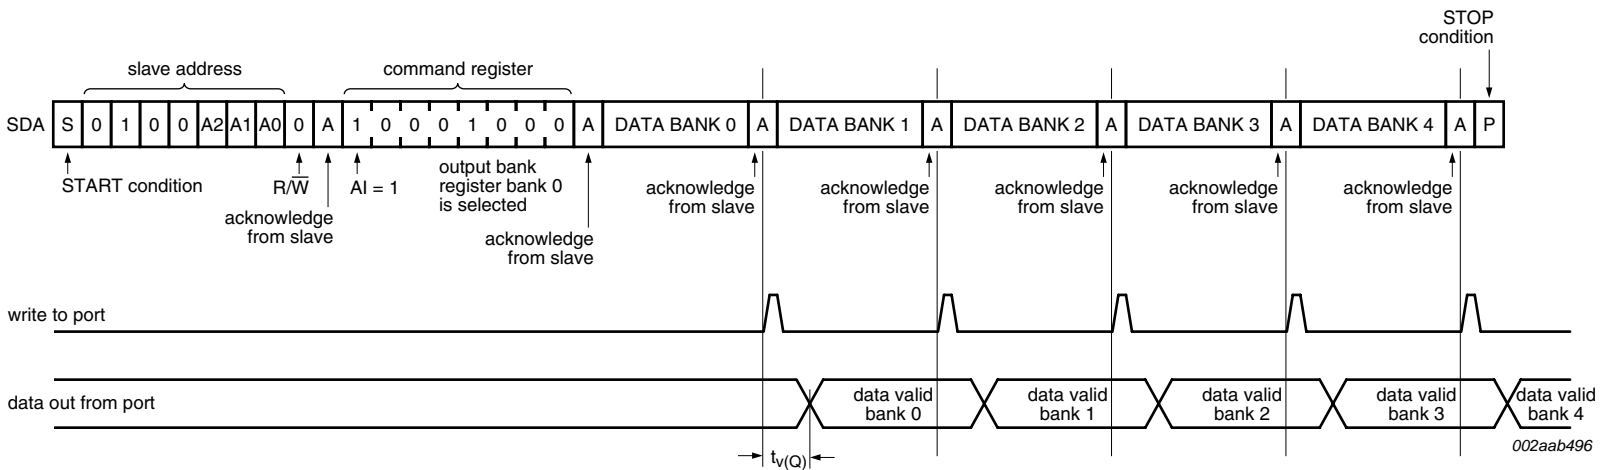 STOP
condition
slave address
command register
SDA S 0 1 0 0 A2 A1 A0 0 A 1 0 0 0 1 0 0 0 A DATA BANK 0 A DATA BANK 1 A DATA BANK 2 A DATA BANK 3 A DATA BANK 4 A P
START condition
R/W̅
acknowledge
from slave
AI = 1
output bank
register bank 0
is selected
acknowledge
from slave
acknowledge
from slave
acknowledge
from slave
acknowledge
from slave
acknowledge
from slave
acknowledge
from slave
write to port
data out from port
data valid
bank 0
data valid
bank 1
data valid
bank 2
data valid
bank 3
data valid
bank 4
tv(Q)
002aab496